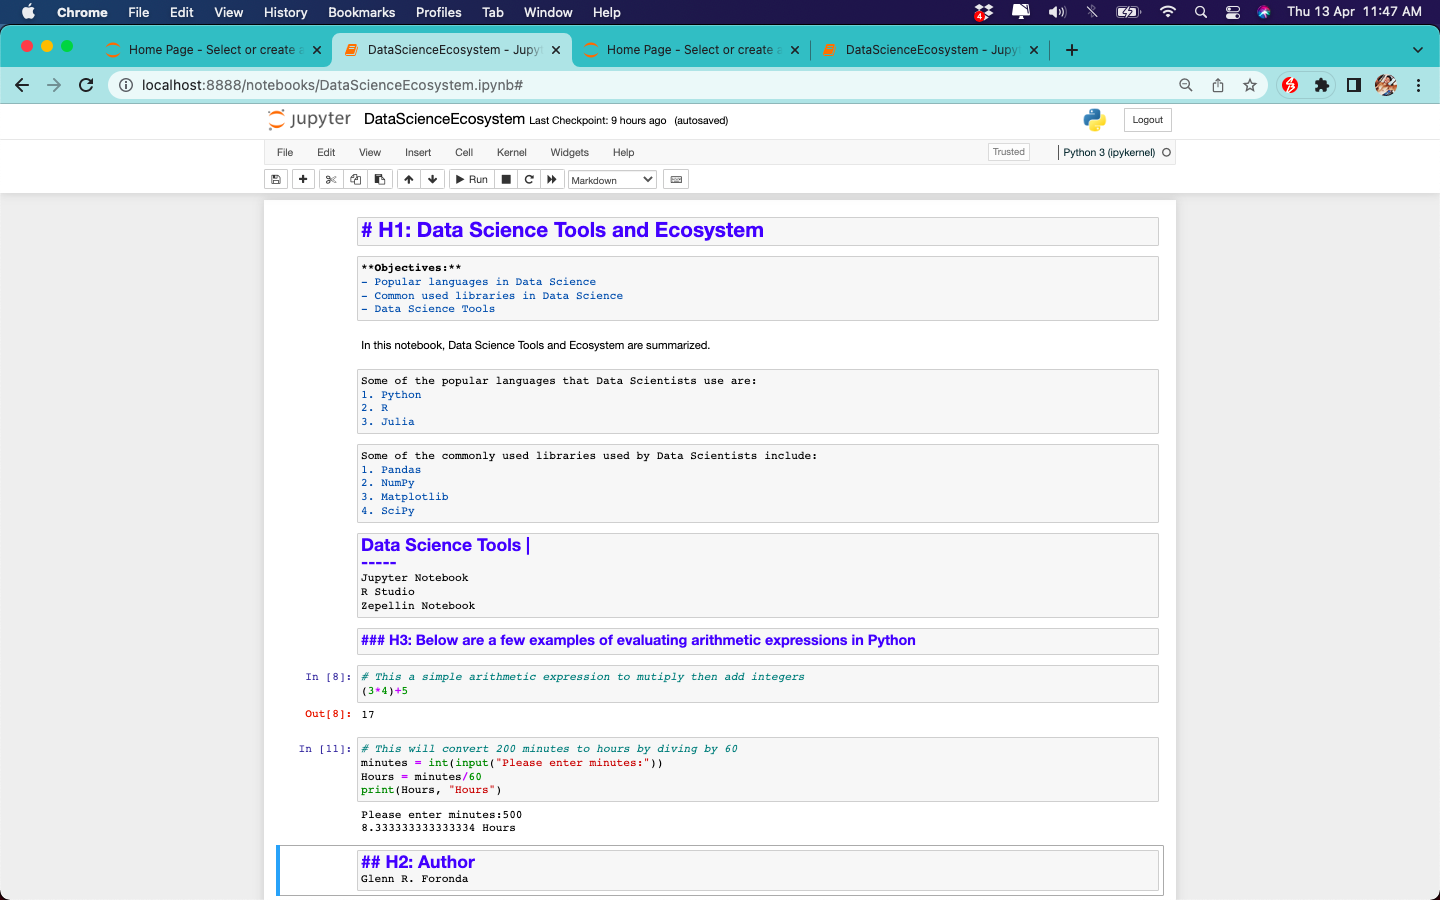 Chrome File Edit View History Bookmarks Profiles Tab Window Help 4 Thu 13 Apr 11:47 AM
Home Page - Select or create a DataScienceEcosystem - Jupyt Home Page - Select or create a DataScienceEcosystem - Jupyt
localhost:8888/notebooks/DataScienceEcosystem.ipynb#
jupyter DataScienceEcosystem Last Checkpoint: 9 hours ago (autosaved) Logout
File Edit View Insert Cell Kernel Widgets Help Trusted Python 3 (ipykernel)
Run Markdown
# H1: Data Science Tools and Ecosystem
**Objectives:**
- Popular languages in Data Science
- Common used libraries in Data Science
- Data Science Tools
In this notebook, Data Science Tools and Ecosystem are summarized.
Some of the popular languages that Data Scientists use are:
1. Python
2. R
3. Julia
Some of the commonly used libraries used by Data Scientists include:
1. Pandas
2. NumPy
3. Matplotlib
4. SciPy
Data Science Tools |
-----
Jupyter Notebook
R Studio
Zepellin Notebook
### H3: Below are a few examples of evaluating arithmetic expressions in Python
In [8]: # This a simple arithmetic expression to mutiply then add integers
(3*4)+5
Out[8]: 17
In [11]: # This will convert 200 minutes to hours by diving by 60
minutes = int(input("Please enter minutes:"))
Hours = minutes/60
print(Hours, "Hours")
Please enter minutes:500
8.333333333333334 Hours
## H2: Author
Glenn R. Foronda